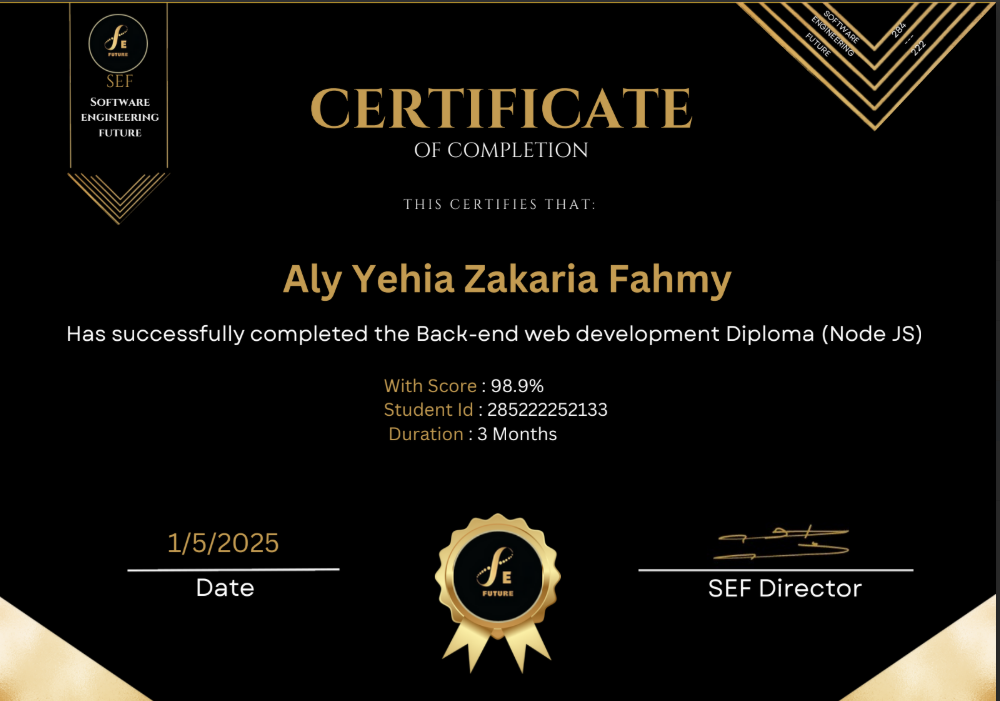 SE
FUTURE
SEF
SOFTWARE
ENGINEERING
FUTURE
SOFTWARE
ENGINEERING
FUTURE
284
222
CERTIFICATE
OF COMPLETION
THIS CERTIFIES THAT:
Aly Yehia Zakaria Fahmy
Has successfully completed the Back-end web development Diploma (Node JS)
With Score : 98.9%
Student Id : 285222252133
Duration : 3 Months
1/5/2025
Date
SE
FUTURE
SEF Director